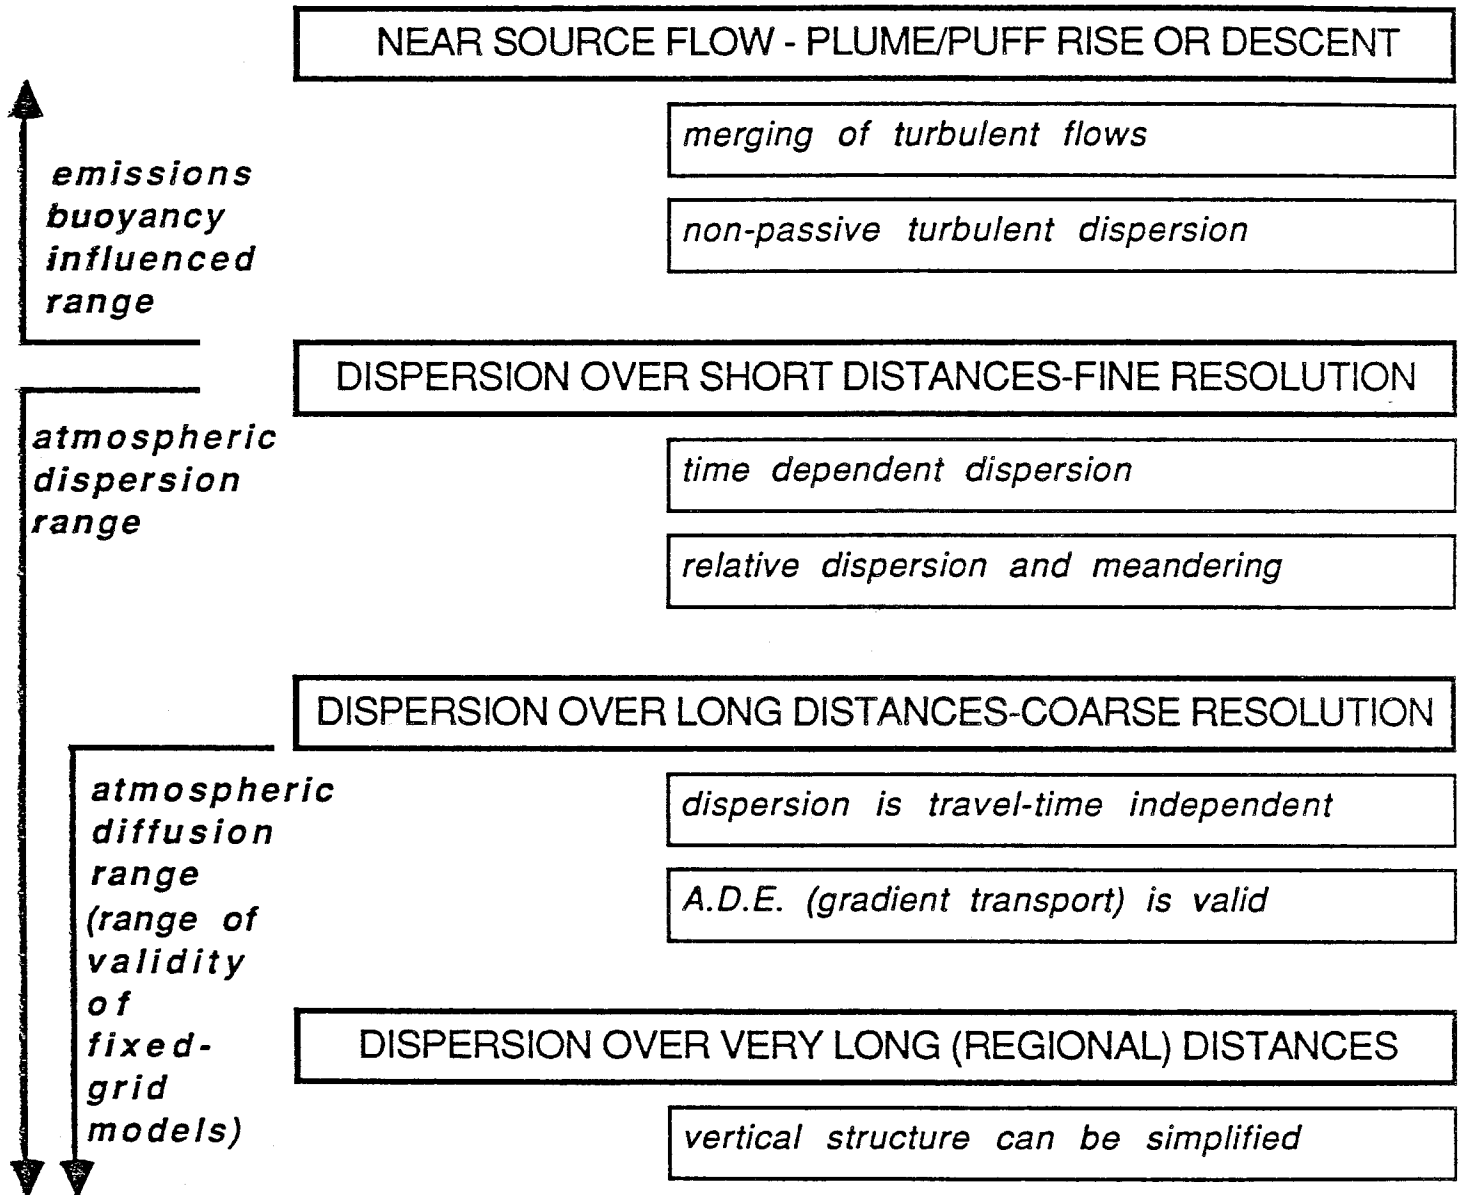 NEAR SOURCE FLOW - PLUME/PUFF RISE OR DESCENT
merging of turbulent flows
non-passive turbulent dispersion
emissions
buoyancy
influenced
range
DISPERSION OVER SHORT DISTANCES-FINE RESOLUTION
atmospheric
dispersion
range
time dependent dispersion
relative dispersion and meandering
DISPERSION OVER LONG DISTANCES-COARSE RESOLUTION
atmospheric
diffusion
range
(range of
validity
of
fixed-
grid
models)
dispersion is travel-time independent
A.D.E. (gradient transport) is valid
DISPERSION OVER VERY LONG (REGIONAL) DISTANCES
vertical structure can be simplified